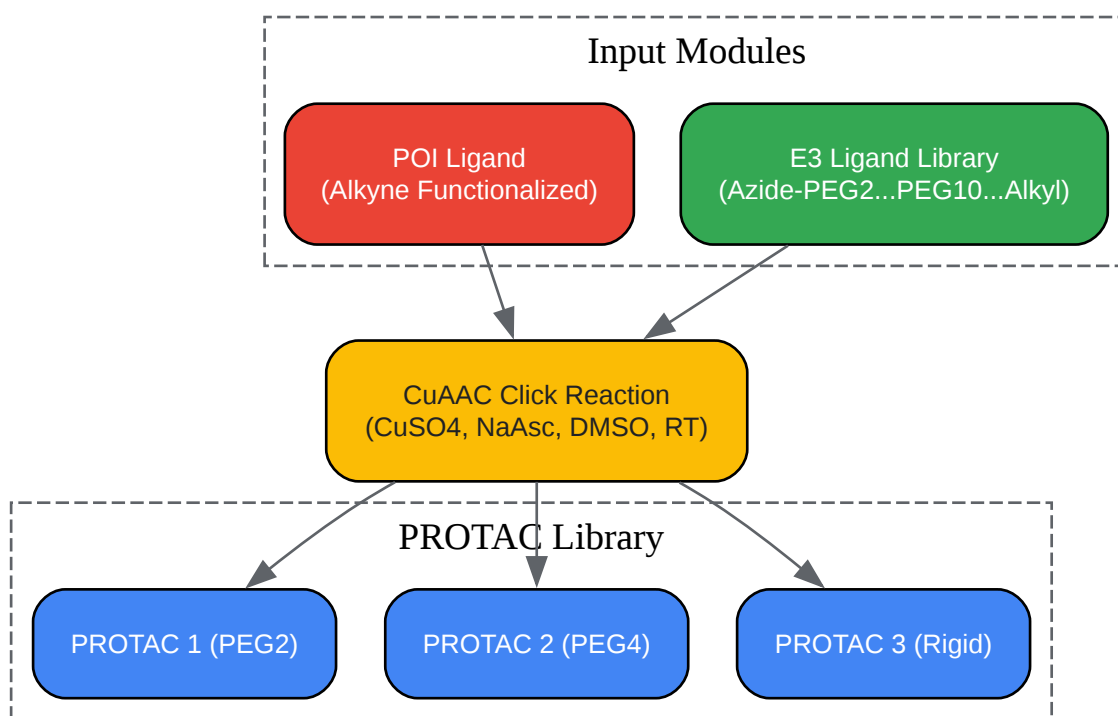 Input Modules
POI Ligand
(Alkyne Functionalized)
E3 Ligand Library
(Azide-PEG2...PEG10...Alkyl)
CuAAC Click Reaction
(CuSO4, NaAsc, DMSO, RT)
PROTAC Library
PROTAC 1 (PEG2)
PROTAC 2 (PEG4)
PROTAC 3 (Rigid)